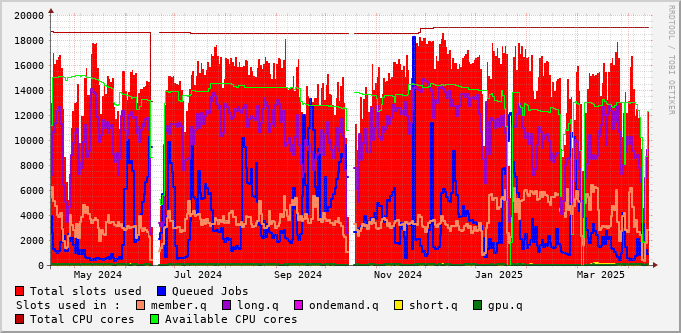 20000
18000
16000
14000
12000
10000
8000
6000
4000
2000
0
May 2024 Jul 2024 Sep 2024 Nov 2024 Jan 2025 Mar 2025
RRDTOOL / TOBI OETIKER
Total slots used Queued Jobs
Slots used in : member.q long.q ondemand.q short.q gpu.q
Total CPU cores Available CPU cores